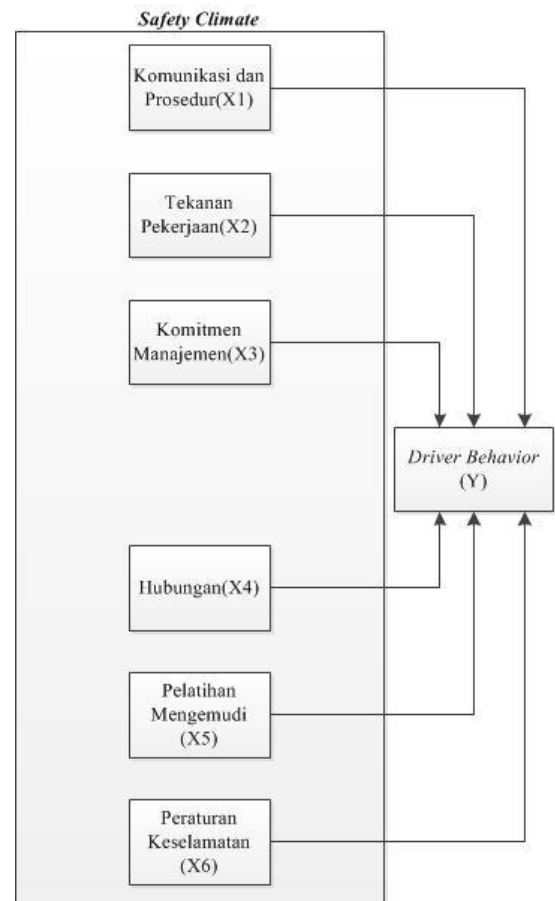 Safety Climate
Komunikasi dan
Prosedur(X1)
Tekanan
Pekerjaan(X2)
Komitmen
Manajemen(X3)
Driver Behavior
(Y)
Hubungan(X4)
Pelatihan
Mengemudi
(X5)
Peraturan
Keselamatan
(X6)